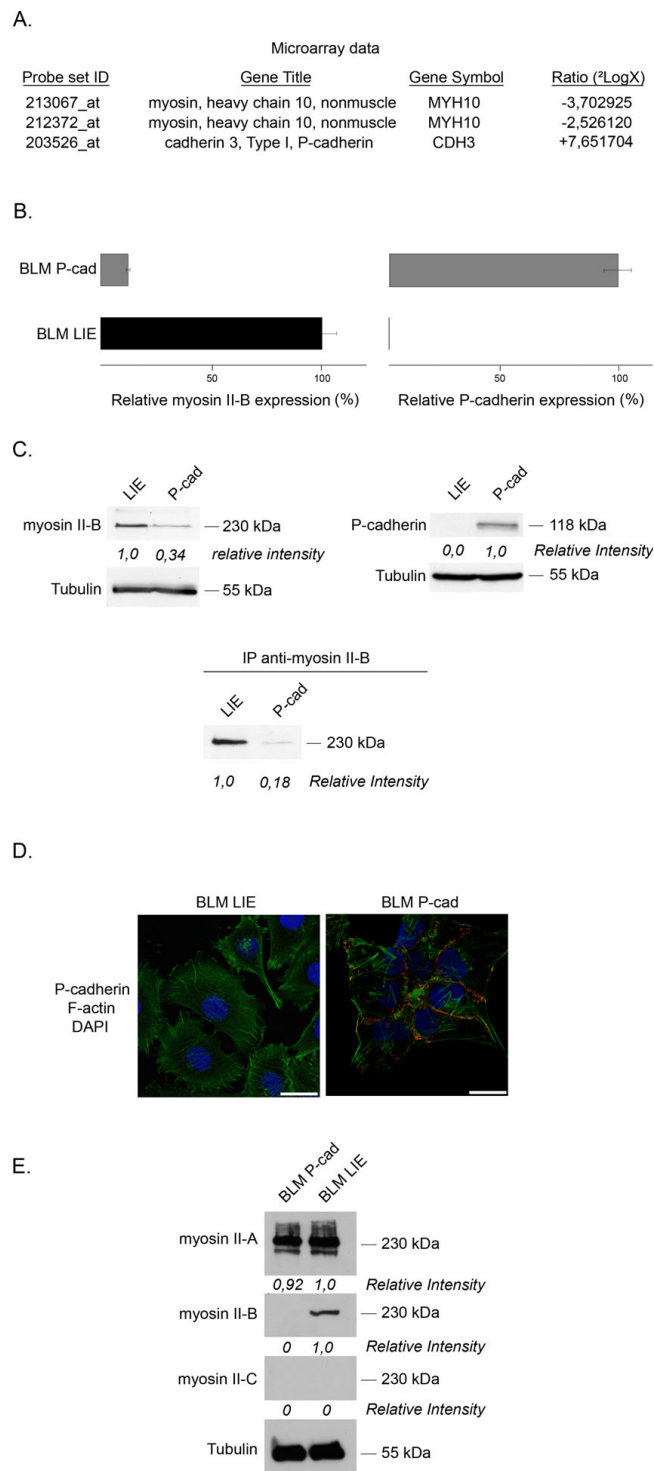 A.
Microarray data
Probe set ID Gene Title Gene Symbol Ratio (²LogX)
213067_at myosin, heavy chain 10, nonmuscle MYH10 -3,702925
212372_at myosin, heavy chain 10, nonmuscle MYH10 -2,526120
203526_at cadherin 3, Type I, P-cadherin CDH3 +7,651704
B.
BLM P-cad
BLM LIE
50 100 50 100
Relative myosin II-B expression (%) Relative P-cadherin expression (%)
C.
LIE P-cad
myosin II-B 230 kDa
1,0 0,34 relative intensity
Tubulin 55 kDa
LIE P-cad
P-cadherin 118 kDa
0,0 1,0 Relative Intensity
Tubulin 55 kDa
IP anti-myosin II-B
LIE P-cad
230 kDa
1,0 0,18 Relative Intensity
D.
BLM LIE BLM P-cad
P-cadherin
F-actin
DAPI
E.
BLM P-cad BLM LIE
myosin II-A 230 kDa
0,92 1,0 Relative Intensity
myosin II-B 230 kDa
0 1,0 Relative Intensity
myosin II-C 230 kDa
0 0 Relative Intensity
Tubulin 55 kDa